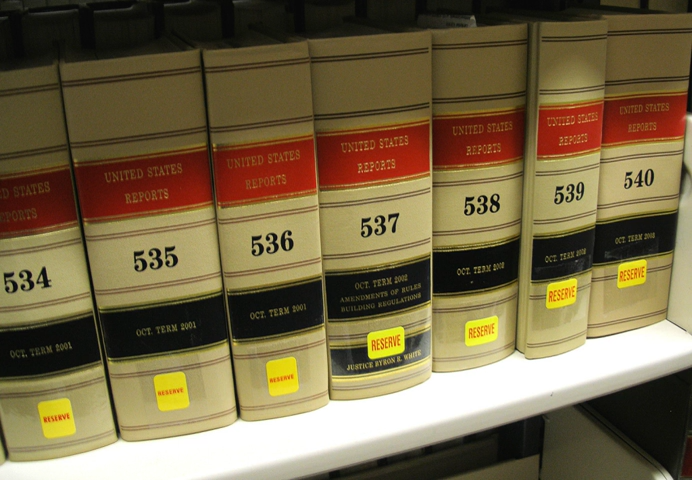 D STATES
PORTS
534
OCT. TERM 2001
RESERVE
UNITED STATES
REPORTS
535
OCT. TERM 2001
RESERVE
UNITED STATES
REPORTS
536
OCT. TERM 2001
RESERVE
UNITED STATES
REPORTS
537
OCT. TERM 2002
AMENDMENTS OF RULES
BUILDING REGULATIONS
RESERVE
JUSTICE BYRON R. WHITE
UNITED STATES
REPORTS
538
OCT. TERM 2002
RESERVE
UNITED STATES
REPORTS
539
OCT. TERM 2002
RESERVE
UNITED STATES
REPORTS
540
OCT. TERM 2003
RESERVE